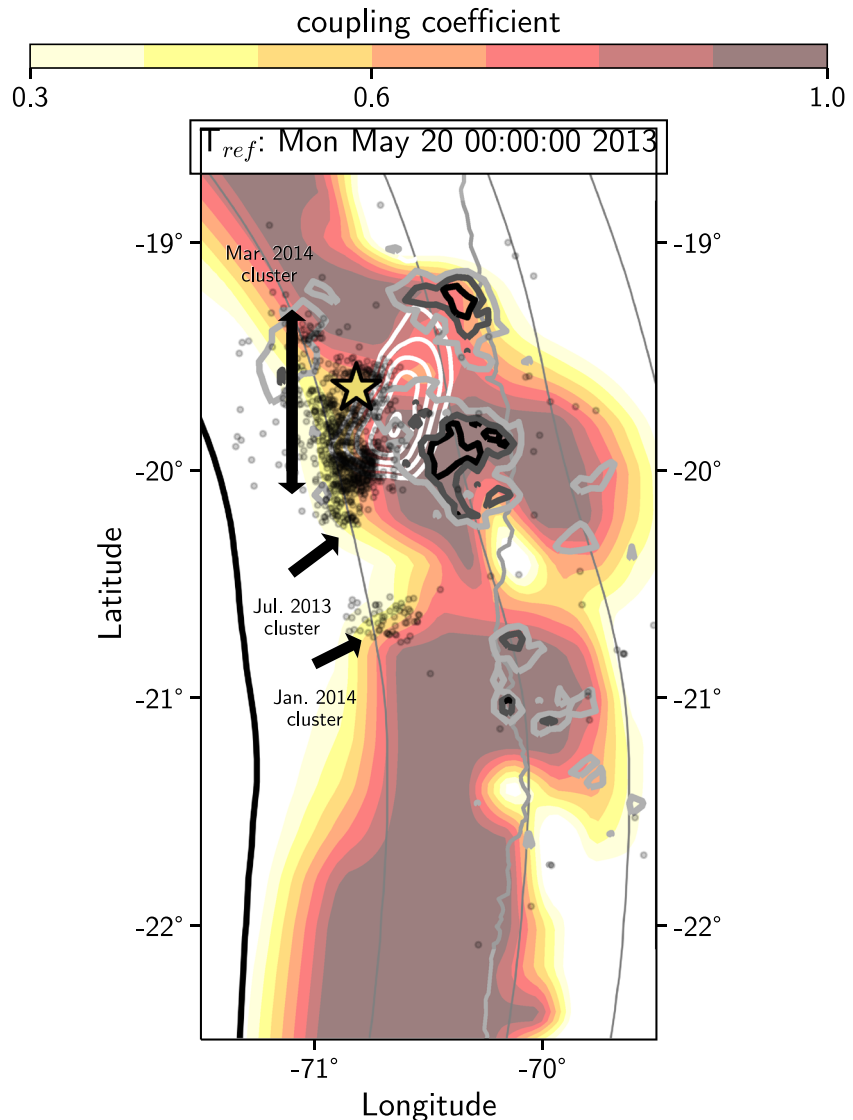 coupling coefficient
0.3 0.6 1.0
T_ref: Mon May 20 00:00:00 2013
-19° -19°
Mar. 2014
cluster
-20° -20°
Latitude
Jul. 2013
cluster
Jan. 2014
cluster
-21° -21°
-22° -22°
-71° -70°
Longitude